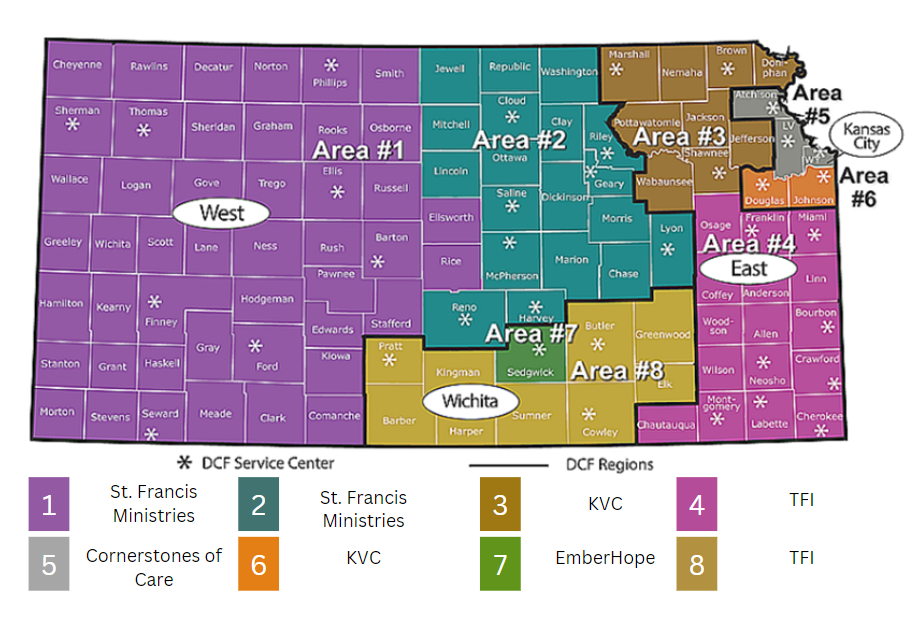 Cheyenne Rawlins Decatur Norton * Phillips Smith Jewell Republic Washington Marshall * Nemaha Brown * Doni-
phan
Sherman * Thomas * Sheridan Graham Rooks Osborne Mitchell Cloud * Clay Riley * Pottawatomie Jackson Atchison * Area
#5
Jefferson LV * Kansas
City
Area #1 Area #2 Area #3
Ottawa Shawnee * W
Wallace Logan Gove Trego Ellis * Russell Lincoln Saline * Dickinson * Geary Wabaunsee * Douglas * Johnson Area
#6
West
Greeley Wichita Scott Lane Ness Rush Barton * Ellsworth Rice * McPherson Marion Morris Chase Lyon * Osage Franklin * Miami *
Area #4
East
Pawnee Coffey Anderson Linn
Hamilton Kearny * Finney Hodgeman Edwards Stafford Reno * * Harvey Butler * Greenwood Wood-
son Allen Bourbon *
Area #7
Stanton Grant Haskell Gray * Ford Kiowa Pratt * Kingman * Sedgwick Area #8 Elk Wilson * Neosho Crawford *
Wichita
Morton Stevens Seward * Meade Clark Comanche Barber Harper Sumner * Cowley Chautauqua Mont-
gomery * * Labette Cherokee *
* DCF Service Center DCF Regions
1 St. Francis
Ministries
2 St. Francis
Ministries
3 KVC
4 TFI
5 Cornerstones of
Care
6 KVC
7 EmberHope
8 TFI